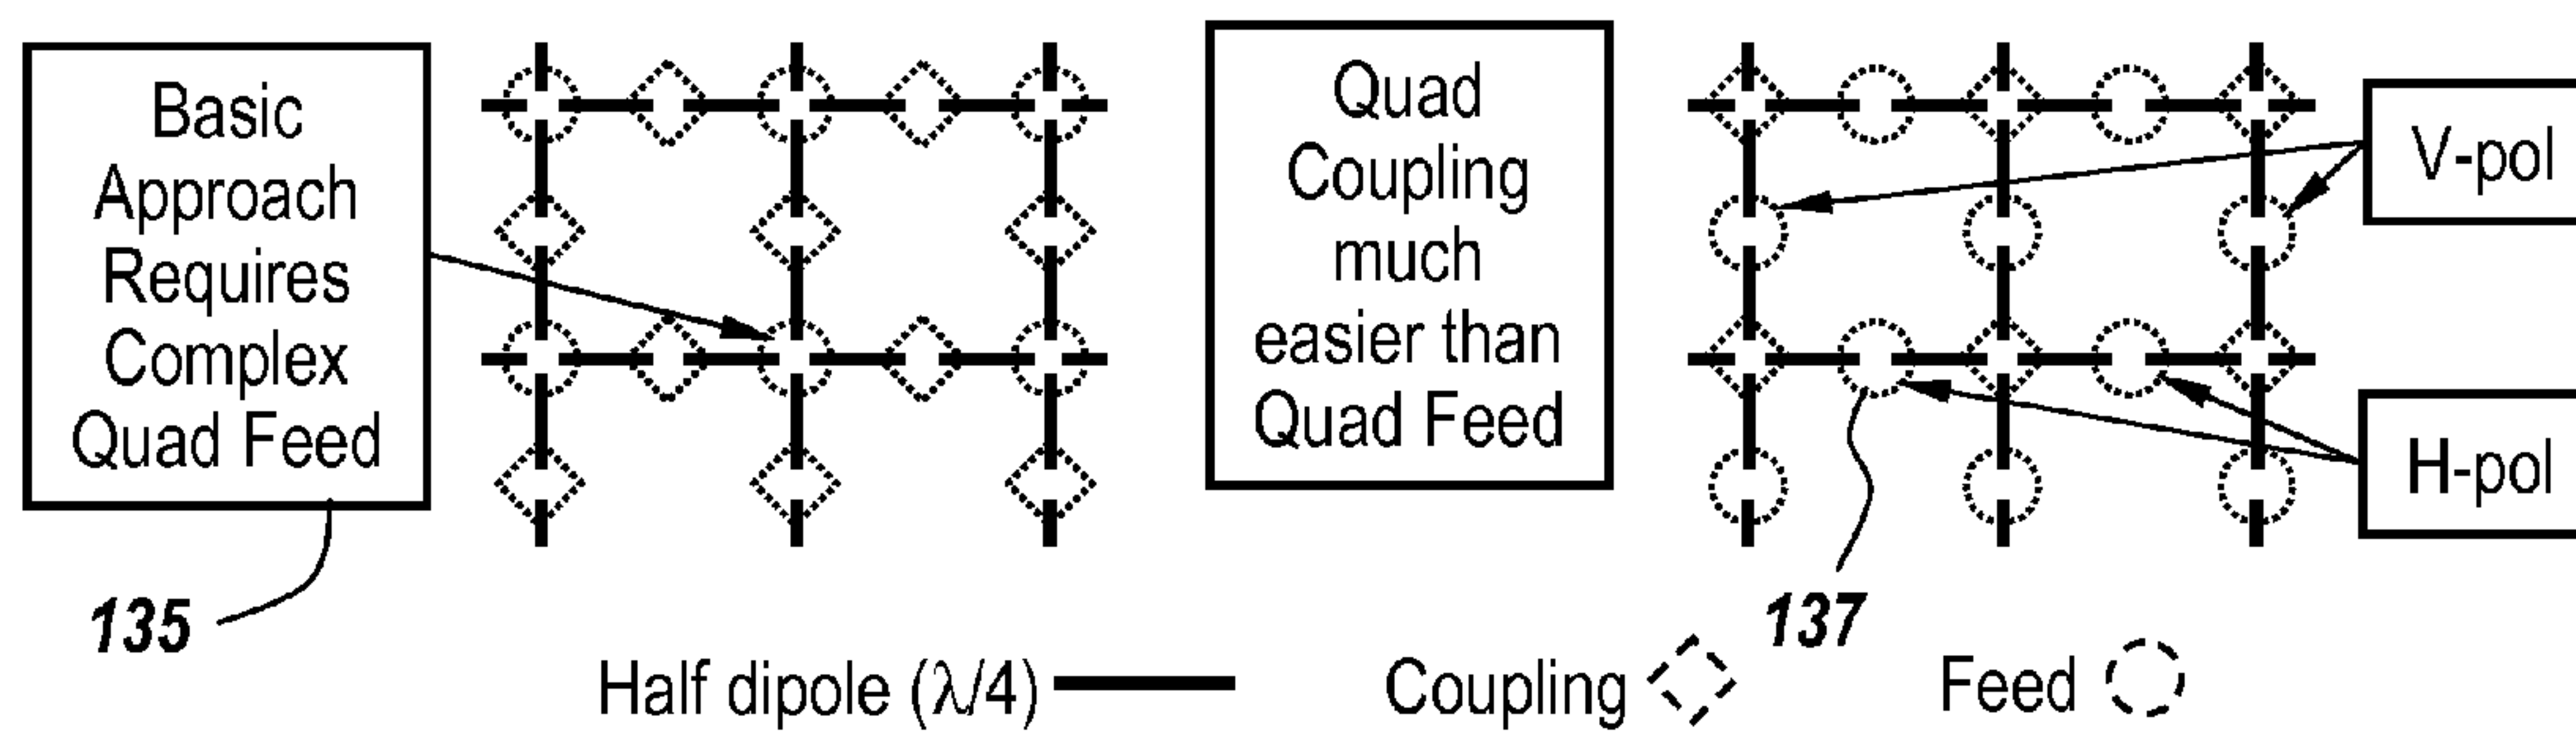 Basic
Approach
Requires
Complex
Quad Feed
135
Quad
Coupling
much
easier than
Quad Feed
V-pol
H-pol
137
Half dipole (λ/4)
Coupling
Feed